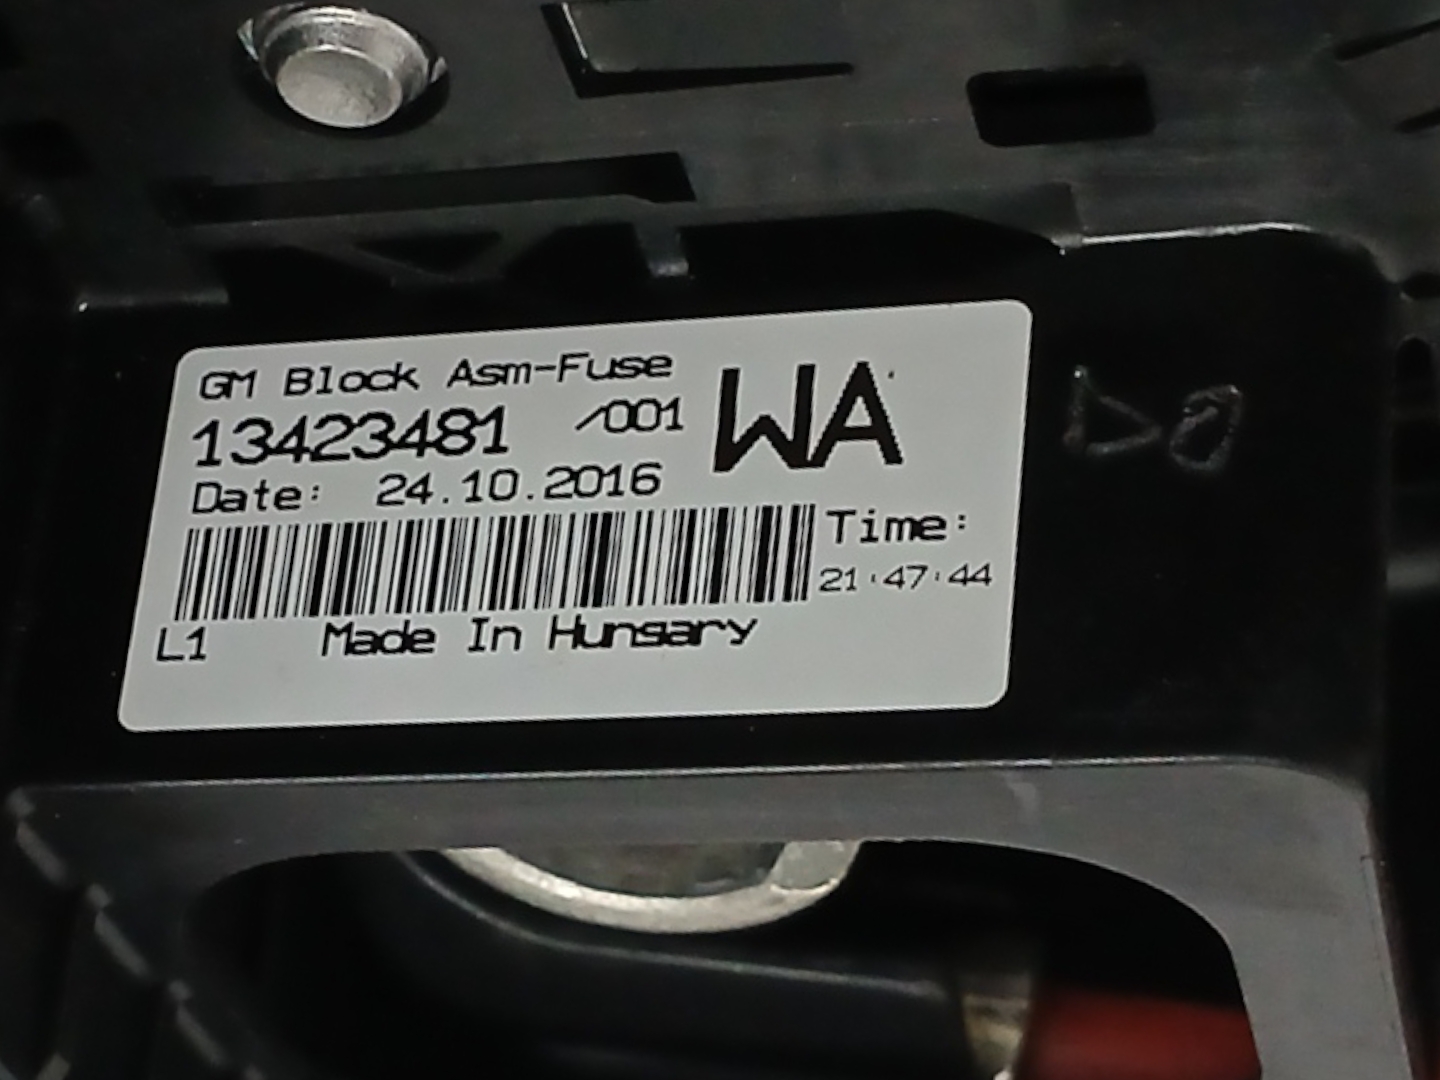 GM Block Asm-Fuse
13423481 /001 WA
Date: 24.10.2016
Time:
21:47:44
L1 Made In Hungary